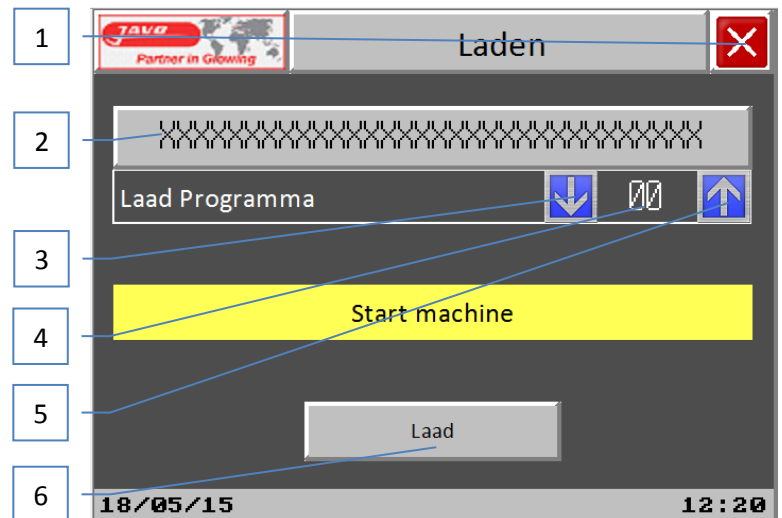 1
JAVO
Partner in Growing
Laden
2
XXXXXXXXXXXXXXXXXXXXXXXXXXXXXX
Laad Programma
00
3
Start machine
4
5
Laad
6
18/05/15
12:20